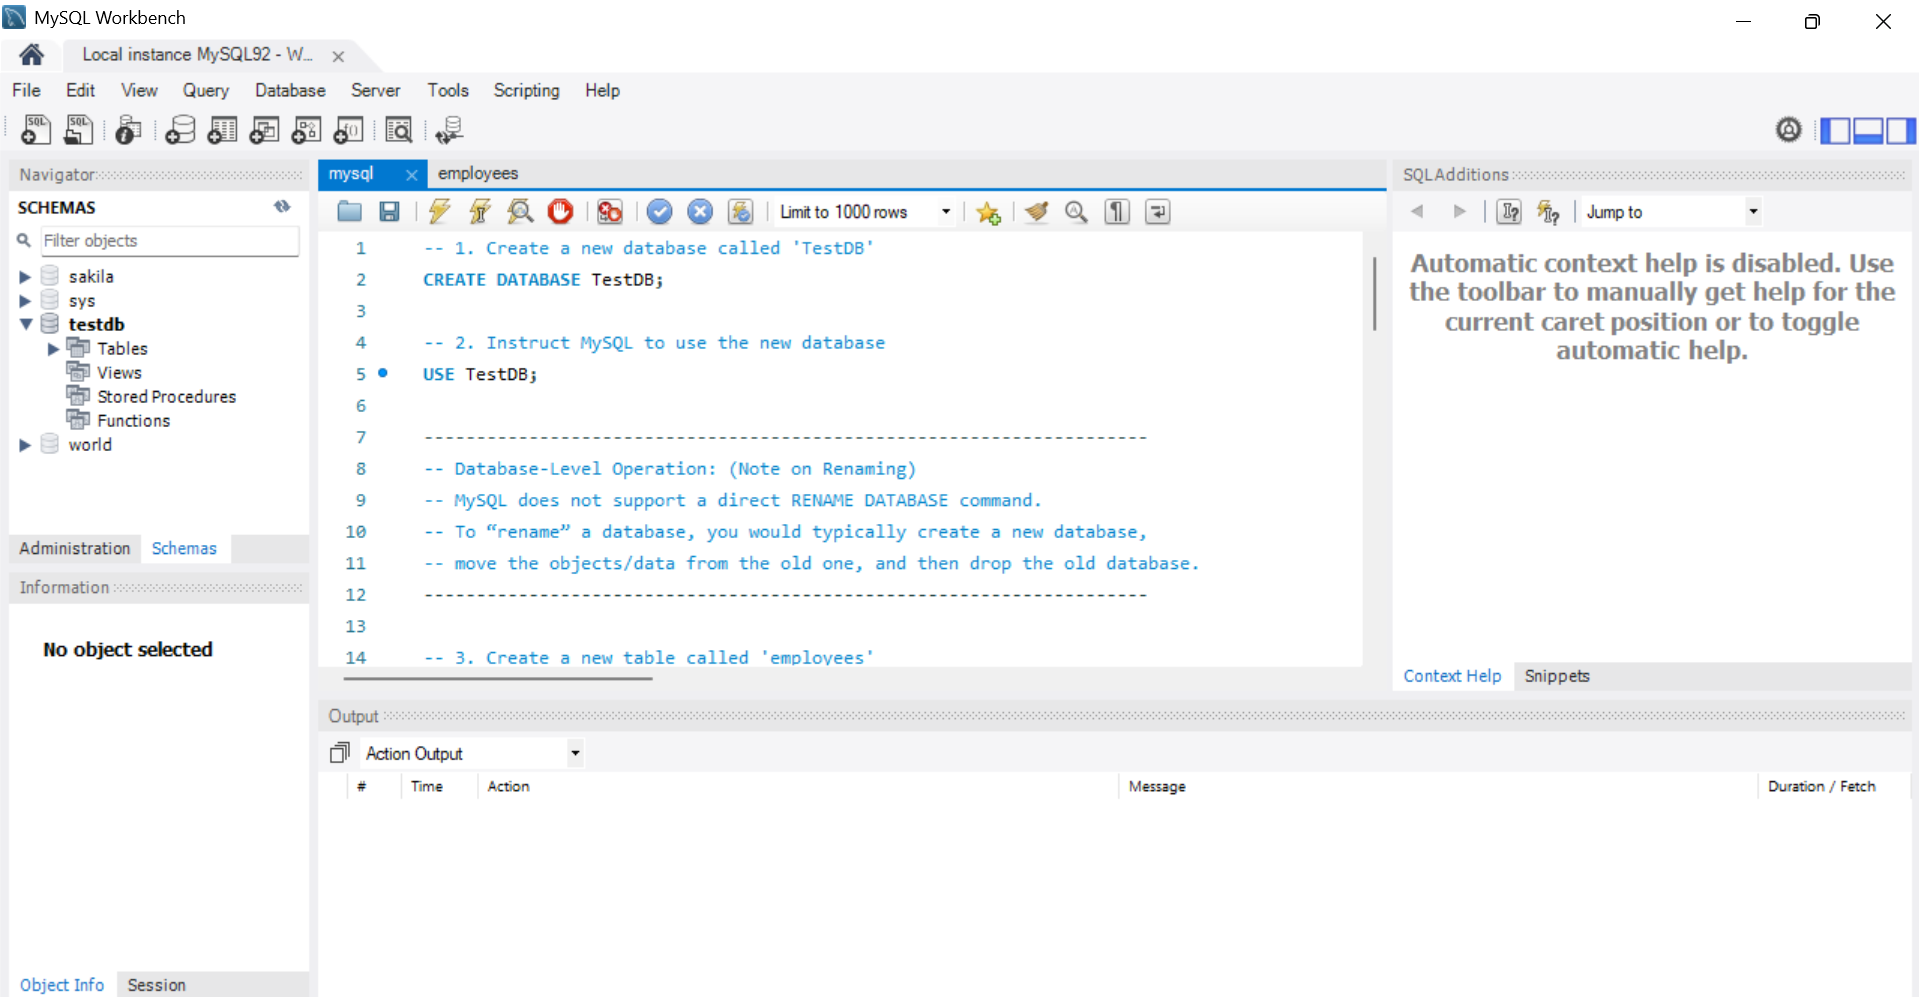 MySQL Workbench
Local instance MySQL92 - W...
File Edit View Query Database Server Tools Scripting Help
Navigator
SCHEMAS
Filter objects
sakila
sys
testdb
Tables
Views
Stored Procedures
Functions
world
Administration Schemas
Information
No object selected
Object Info Session
mysql employees
Limit to 1000 rows
1 -- 1. Create a new database called 'TestDB'
2 CREATE DATABASE TestDB;
3
4 -- 2. Instruct MySQL to use the new database
5 USE TestDB;
6
7 ---------------------------------------------------------------------
8 -- Database-Level Operation: (Note on Renaming)
9 -- MySQL does not support a direct RENAME DATABASE command.
10 -- To “rename” a database, you would typically create a new database,
11 -- move the objects/data from the old one, and then drop the old database.
12 ---------------------------------------------------------------------
13
14 -- 3. Create a new table called 'employees'
SQLAdditions
Jump to
Automatic context help is disabled. Use
the toolbar to manually get help for the
current caret position or to toggle
automatic help.
Context Help Snippets
Output
Action Output
# Time Action Message Duration / Fetch